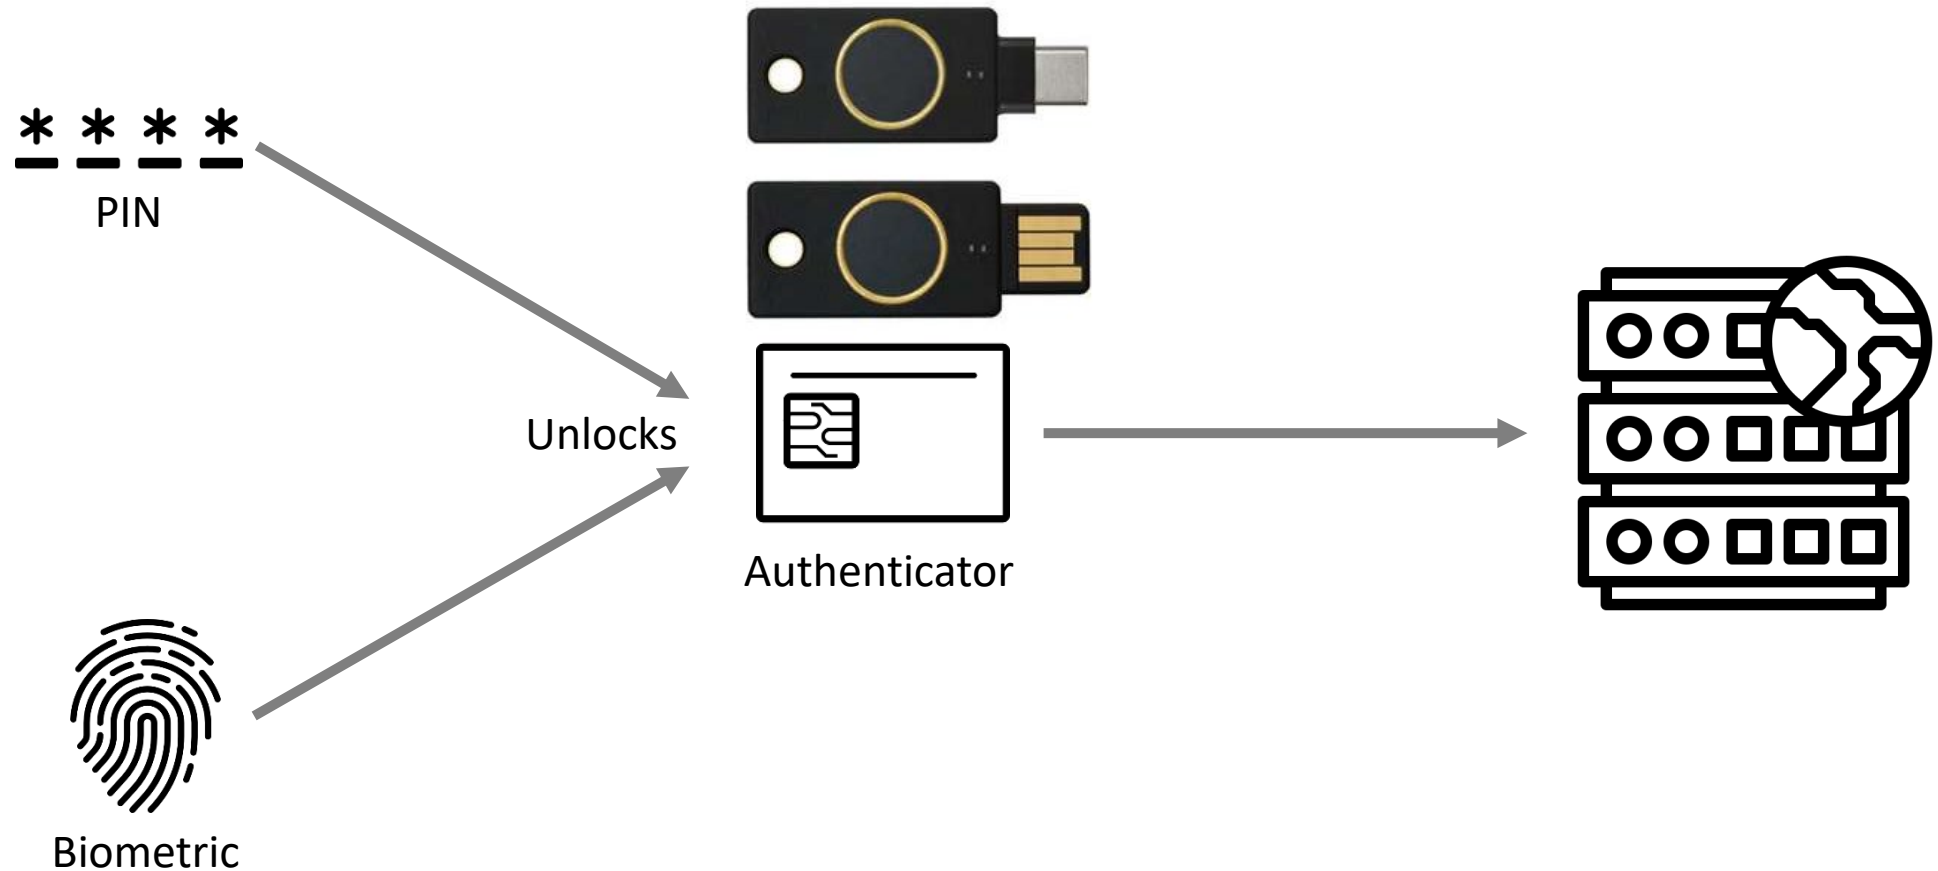 * * * *
PIN
Unlocks
Authenticator
Biometric